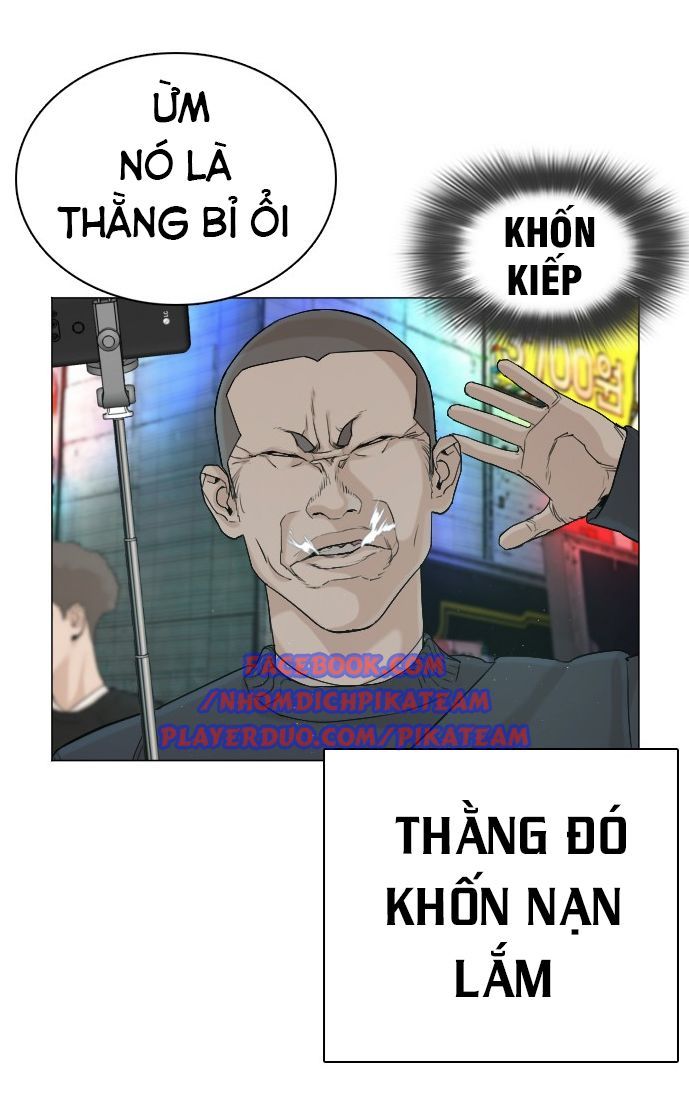 ỪM
NÓ LÀ
THẰNG BỈ ỔI
KHỐN
KIẾP
FACEBOOK.COM
/NHOMDICHPIKATEAM
PLAYERDUO.COM/PIKATEAM
THẰNG ĐÓ
KHỐN NẠN
LẮM